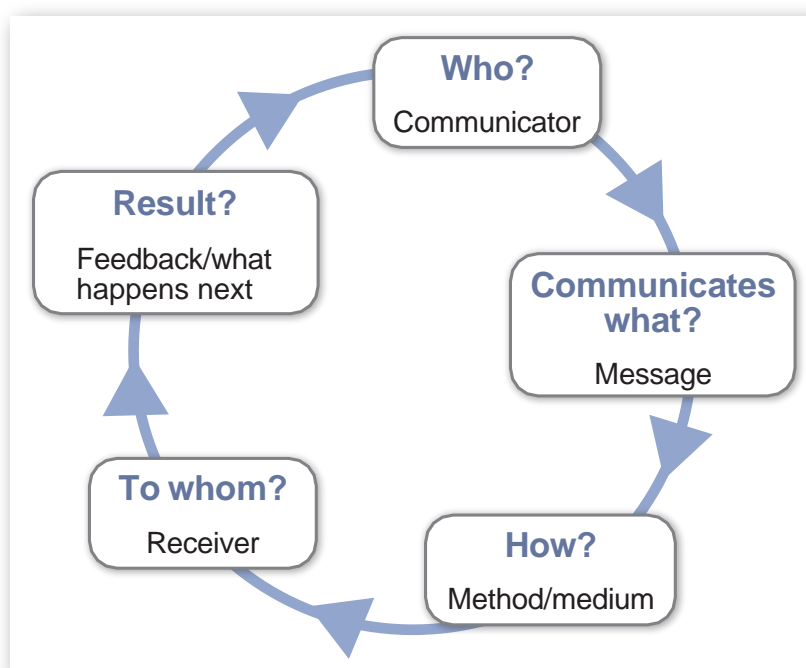 Who?
Communicator
Communicates
what?
Message
How?
Method/medium
To whom?
Receiver
Result?
Feedback/what
happens next